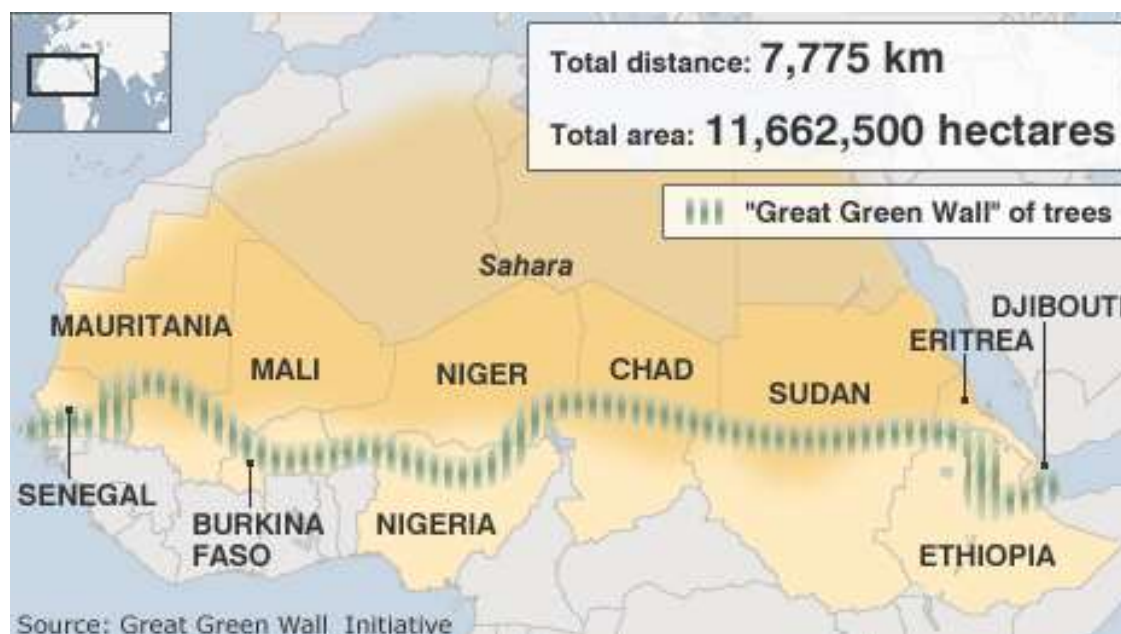 Total distance: 7,775 km
Total area: 11,662,500 hectares
"Great Green Wall" of trees
Sahara
DJIBOUTI
MAURITANIA
ERITREA
MALI
NIGER
CHAD
SUDAN
SENEGAL
BURKINA
FASO
NIGERIA
ETHIOPIA
Source: Great Green Wall Initiative